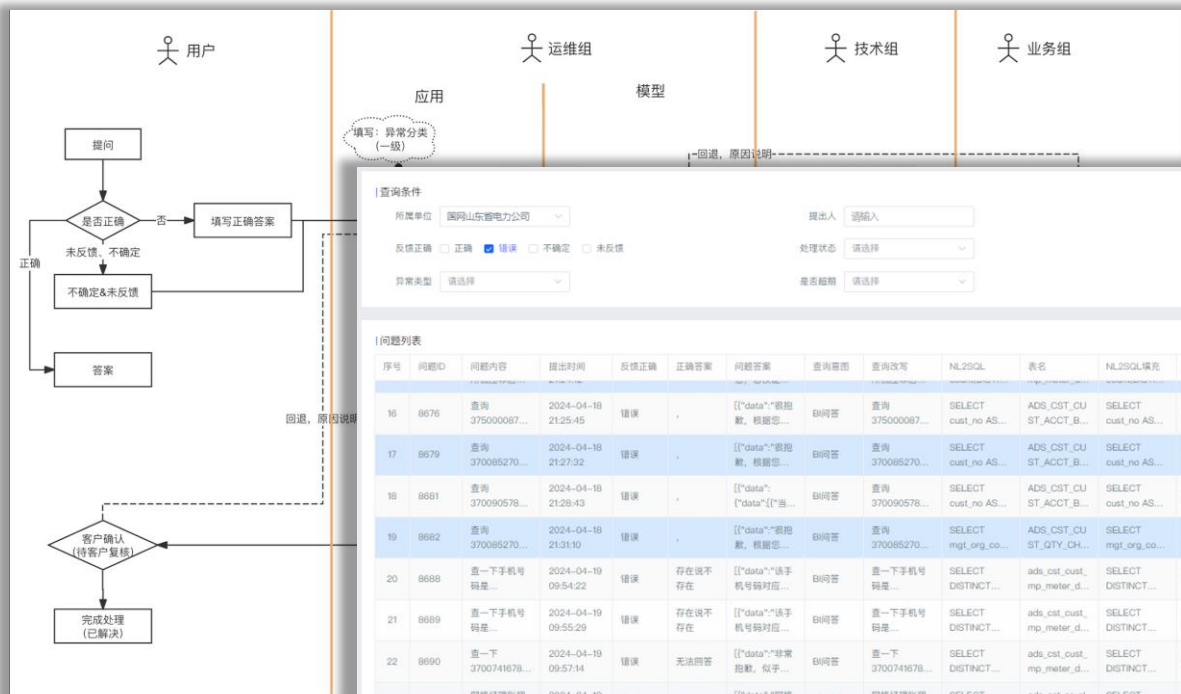 用户
运维组
技术组
业务组
应用
模型
填写：异常分类
(一级)
回退，原因说明
提问
是否正确
否
填写正确答案
正确
未反馈、不确定
不确定&未反馈
答案
回退，原因说明
客户确认
(待客户复核)
完成处理
(已解决)
查询条件
所属单位 国网山东省电力公司 提出人 请输入
反馈正确 正确 错误 不确定 未反馈 处理状态 请选择
异常类型 请选择 是否超期 请选择
问题列表
序号 问题ID 问题内容 提出时间 反馈正确 正确答案 问题答案 查询意图 查询改写 NL2SQL 表名 NL2SQL填充
16 8676 查询 2024-04-18 错误 , [{"data":"很抱 BI问答 查询 SELECT ADS_CST_CU SELECT
375000087... 21:25:45 歉，根据您... 375000087... cust_no AS... ST_ACCT_B... cust_no AS...
17 8679 查询 2024-04-18 错误 , [{"data":"很抱 BI问答 查询 SELECT ADS_CST_CU SELECT
370085270... 21:27:32 歉，根据您... 370085270... cust_no AS... ST_ACCT_B... cust_no AS...
18 8681 查询 2024-04-18 错误 , [{"data": BI问答 查询 SELECT ADS_CST_CU SELECT
370090578... 21:28:43 {"data":[["当... 370090578... cust_no AS... ST_ACCT_B... cust_no AS...
19 8682 查询 2024-04-18 错误 , [{"data":"很抱 BI问答 查询 SELECT ADS_CST_CU SELECT
370085270... 21:31:10 歉，根据您... 370085270... mgt_org_co... ST_QTY_CH... mgt_org_co...
20 8688 查一下手机号 2024-04-19 错误 存在说不 [{"data":"该手 BI问答 查一下手机号 SELECT ads_cst_cust_ SELECT
码是... 09:54:22 存在 机号码对应... 码是... DISTINCT... mp_meter_d... DISTINCT...
21 8689 查一下手机号 2024-04-19 错误 存在说不 [{"data":"该手 BI问答 查一下手机号 SELECT ads_cst_cust_ SELECT
码是... 09:55:29 存在 机号码对应... 码是... DISTINCT... mp_meter_d... DISTINCT...
22 8690 查一下 2024-04-19 错误 无法回答 [{"data":"非常 BI问答 查一下 SELECT ads_cst_cust_ SELECT
3700741678... 09:57:14 抱歉，似乎... 3700741678... DISTINCT... mp_meter_d... DISTINCT...